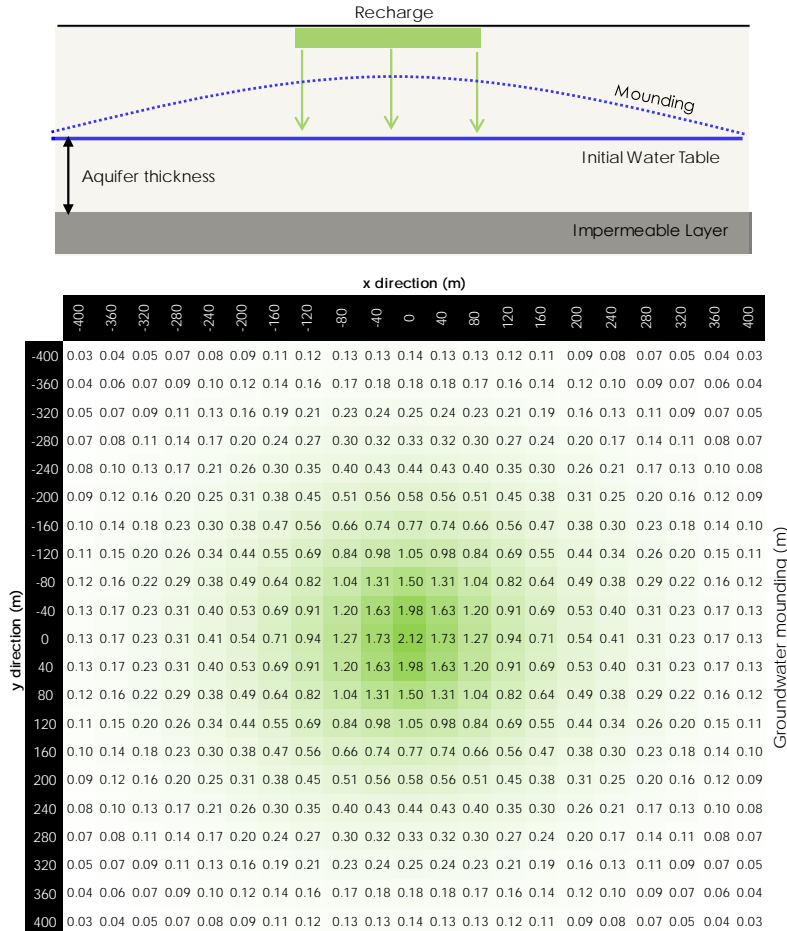 Recharge
Mounding
Initial Water Table
Aquifer thickness
Impermeable Layer
x direction (m)
-400 -360 -320 -280 -240 -200 -160 -120 -80 -40 0 40 80 120 160 200 240 280 320 360 400
-400 0.03 0.04 0.05 0.07 0.08 0.09 0.11 0.12 0.13 0.13 0.14 0.13 0.13 0.12 0.11 0.09 0.08 0.07 0.05 0.04 0.03
-360 0.04 0.06 0.07 0.09 0.10 0.12 0.14 0.16 0.17 0.18 0.18 0.18 0.17 0.16 0.14 0.12 0.10 0.09 0.07 0.06 0.04
-320 0.05 0.07 0.09 0.11 0.13 0.16 0.19 0.21 0.23 0.24 0.25 0.24 0.23 0.21 0.19 0.16 0.13 0.11 0.09 0.07 0.05
-280 0.07 0.08 0.11 0.14 0.17 0.20 0.24 0.27 0.30 0.32 0.33 0.32 0.30 0.27 0.24 0.20 0.17 0.14 0.11 0.08 0.07
-240 0.08 0.10 0.13 0.17 0.21 0.26 0.30 0.35 0.40 0.43 0.44 0.43 0.40 0.35 0.30 0.26 0.21 0.17 0.13 0.10 0.08
-200 0.09 0.12 0.16 0.20 0.25 0.31 0.38 0.45 0.51 0.56 0.58 0.56 0.51 0.45 0.38 0.31 0.25 0.20 0.16 0.12 0.09
-160 0.10 0.14 0.18 0.23 0.30 0.38 0.47 0.56 0.66 0.74 0.77 0.74 0.66 0.56 0.47 0.38 0.30 0.23 0.18 0.14 0.10
-120 0.11 0.15 0.20 0.26 0.34 0.44 0.55 0.69 0.84 0.98 1.05 0.98 0.84 0.69 0.55 0.44 0.34 0.26 0.20 0.15 0.11
-80 0.12 0.16 0.22 0.29 0.38 0.49 0.64 0.82 1.04 1.31 1.50 1.31 1.04 0.82 0.64 0.49 0.38 0.29 0.22 0.16 0.12
-40 0.13 0.17 0.23 0.31 0.40 0.53 0.69 0.91 1.20 1.63 1.98 1.63 1.20 0.91 0.69 0.53 0.40 0.31 0.23 0.17 0.13
0 0.13 0.17 0.23 0.31 0.41 0.54 0.71 0.94 1.27 1.73 2.12 1.73 1.27 0.94 0.71 0.54 0.41 0.31 0.23 0.17 0.13
40 0.13 0.17 0.23 0.31 0.40 0.53 0.69 0.91 1.20 1.63 1.98 1.63 1.20 0.91 0.69 0.53 0.40 0.31 0.23 0.17 0.13
80 0.12 0.16 0.22 0.29 0.38 0.49 0.64 0.82 1.04 1.31 1.50 1.31 1.04 0.82 0.64 0.49 0.38 0.29 0.22 0.16 0.12
120 0.11 0.15 0.20 0.26 0.34 0.44 0.55 0.69 0.84 0.98 1.05 0.98 0.84 0.69 0.55 0.44 0.34 0.26 0.20 0.15 0.11
160 0.10 0.14 0.18 0.23 0.30 0.38 0.47 0.56 0.66 0.74 0.77 0.74 0.66 0.56 0.47 0.38 0.30 0.23 0.18 0.14 0.10
200 0.09 0.12 0.16 0.20 0.25 0.31 0.38 0.45 0.51 0.56 0.58 0.56 0.51 0.45 0.38 0.31 0.25 0.20 0.16 0.12 0.09
240 0.08 0.10 0.13 0.17 0.21 0.26 0.30 0.35 0.40 0.43 0.44 0.43 0.40 0.35 0.30 0.26 0.21 0.17 0.13 0.10 0.08
280 0.07 0.08 0.11 0.14 0.17 0.20 0.24 0.27 0.30 0.32 0.33 0.32 0.30 0.27 0.24 0.20 0.17 0.14 0.11 0.08 0.07
320 0.05 0.07 0.09 0.11 0.13 0.16 0.19 0.21 0.23 0.24 0.25 0.24 0.23 0.21 0.19 0.16 0.13 0.11 0.09 0.07 0.05
360 0.04 0.06 0.07 0.09 0.10 0.12 0.14 0.16 0.17 0.18 0.18 0.18 0.17 0.16 0.14 0.12 0.10 0.09 0.07 0.06 0.04
400 0.03 0.04 0.05 0.07 0.08 0.09 0.11 0.12 0.13 0.13 0.14 0.13 0.13 0.12 0.11 0.09 0.08 0.07 0.05 0.04 0.03
y direction (m)
Groundwater mounding (m)